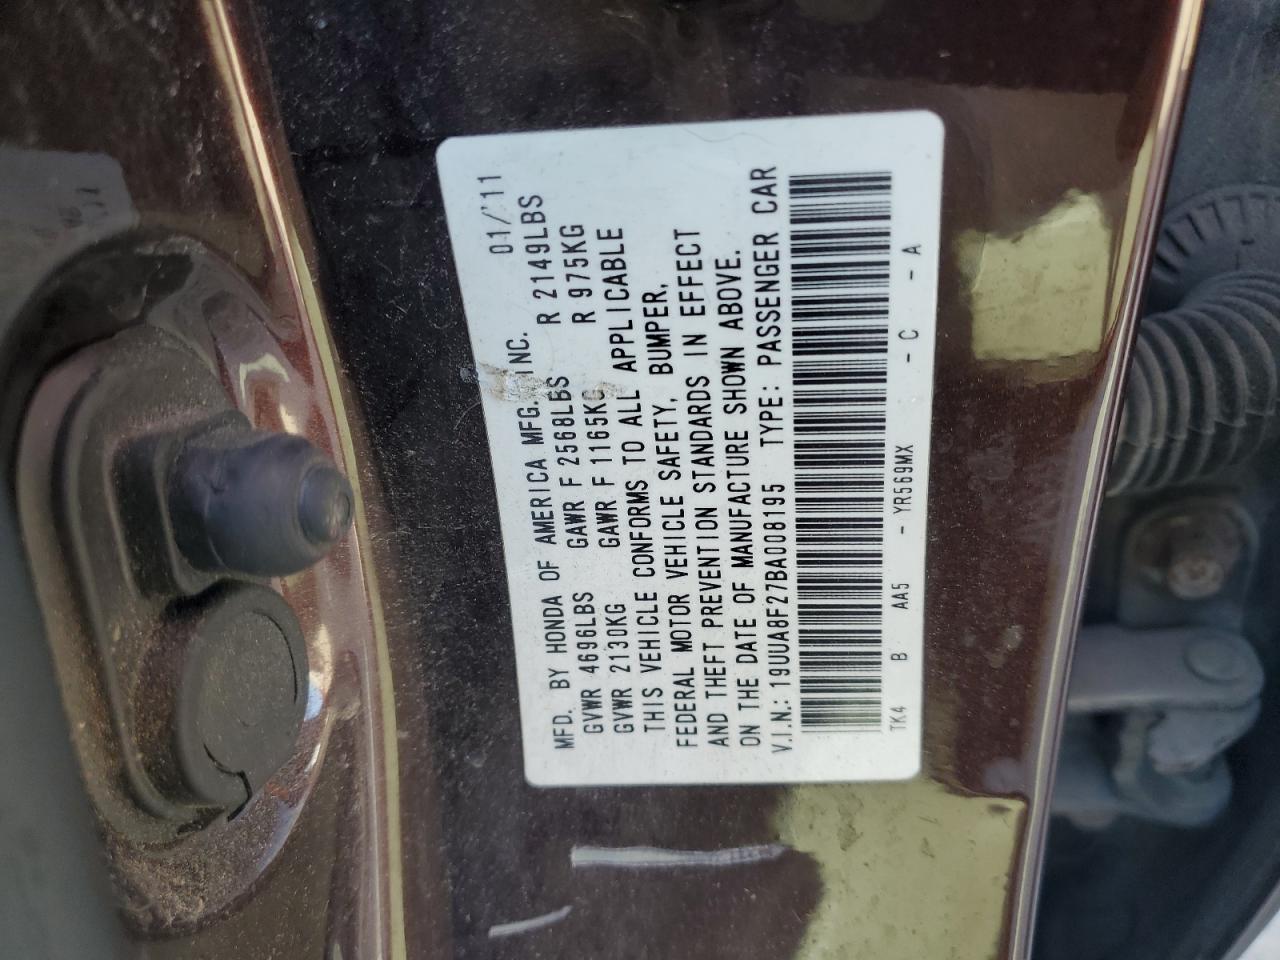 MFD. BY HONDA OF AMERICA MFG. INC. 01/'11
GVWR 4696LBS GAWR F 2568LBS R 2149LBS
GVWR 2130KG GAWR F 1165KG R 975KG
THIS VEHICLE CONFORMS TO ALL APPLICABLE
FEDERAL MOTOR VEHICLE SAFETY, BUMPER,
AND THEFT PREVENTION STANDARDS IN EFFECT
ON THE DATE OF MANUFACTURE SHOWN ABOVE.
V.I.N.: 19UUA8F27BA008195 TYPE: PASSENGER CAR
TK4 B AA5 - YR569MX - C - A